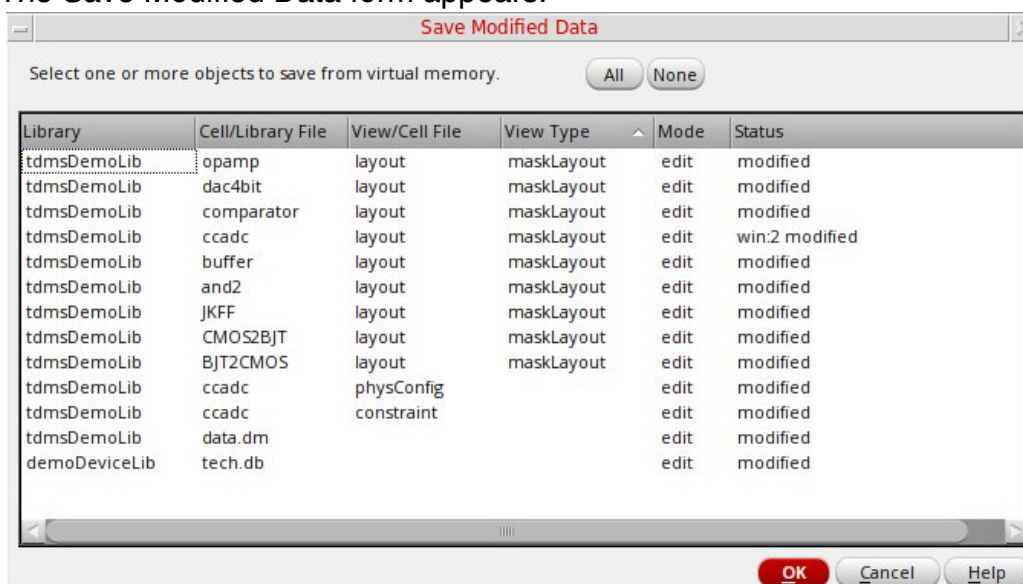 The Save Modified Data form appears.
Save Modified Data
Select one or more objects to save from virtual memory. All None
Library Cell/Library File View/Cell File View Type Mode Status
tdmsDemoLib opamp layout maskLayout edit modified
tdmsDemoLib dac4bit layout maskLayout edit modified
tdmsDemoLib comparator layout maskLayout edit modified
tdmsDemoLib ccadc layout maskLayout edit win:2 modified
tdmsDemoLib buffer layout maskLayout edit modified
tdmsDemoLib and2 layout maskLayout edit modified
tdmsDemoLib JKFF layout maskLayout edit modified
tdmsDemoLib CMOS2BJT layout maskLayout edit modified
tdmsDemoLib BJT2CMOS layout maskLayout edit modified
tdmsDemoLib ccadc physConfig edit modified
tdmsDemoLib ccadc constraint edit modified
tdmsDemoLib data.dm edit modified
demoDeviceLib tech.db edit modified
OK Cancel Help